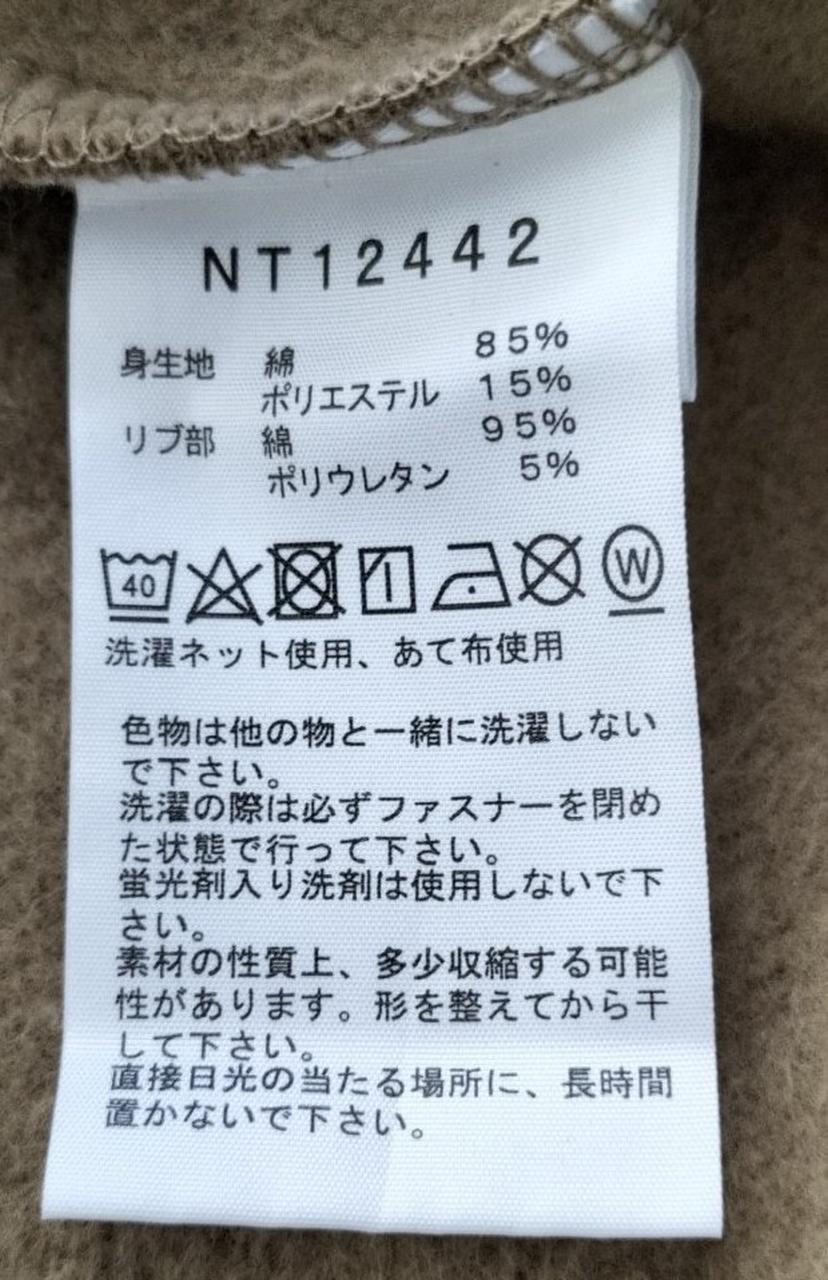 NT12442
身生地 綿 85%
ポリエステル 15%
リブ部 綿 95%
ポリウレタン 5%
40 W
洗濯ネット使用、あて布使用
色物は他の物と一緒に洗濯しない
で下さい。
洗濯の際は必ずファスナーを閉め
た状態で行って下さい。
蛍光剤入り洗剤は使用しないで下
さい。
素材の性質上、多少収縮する可能
性があります。形を整えてから干
して下さい。
直接日光の当たる場所に、長時間
置かないで下さい。